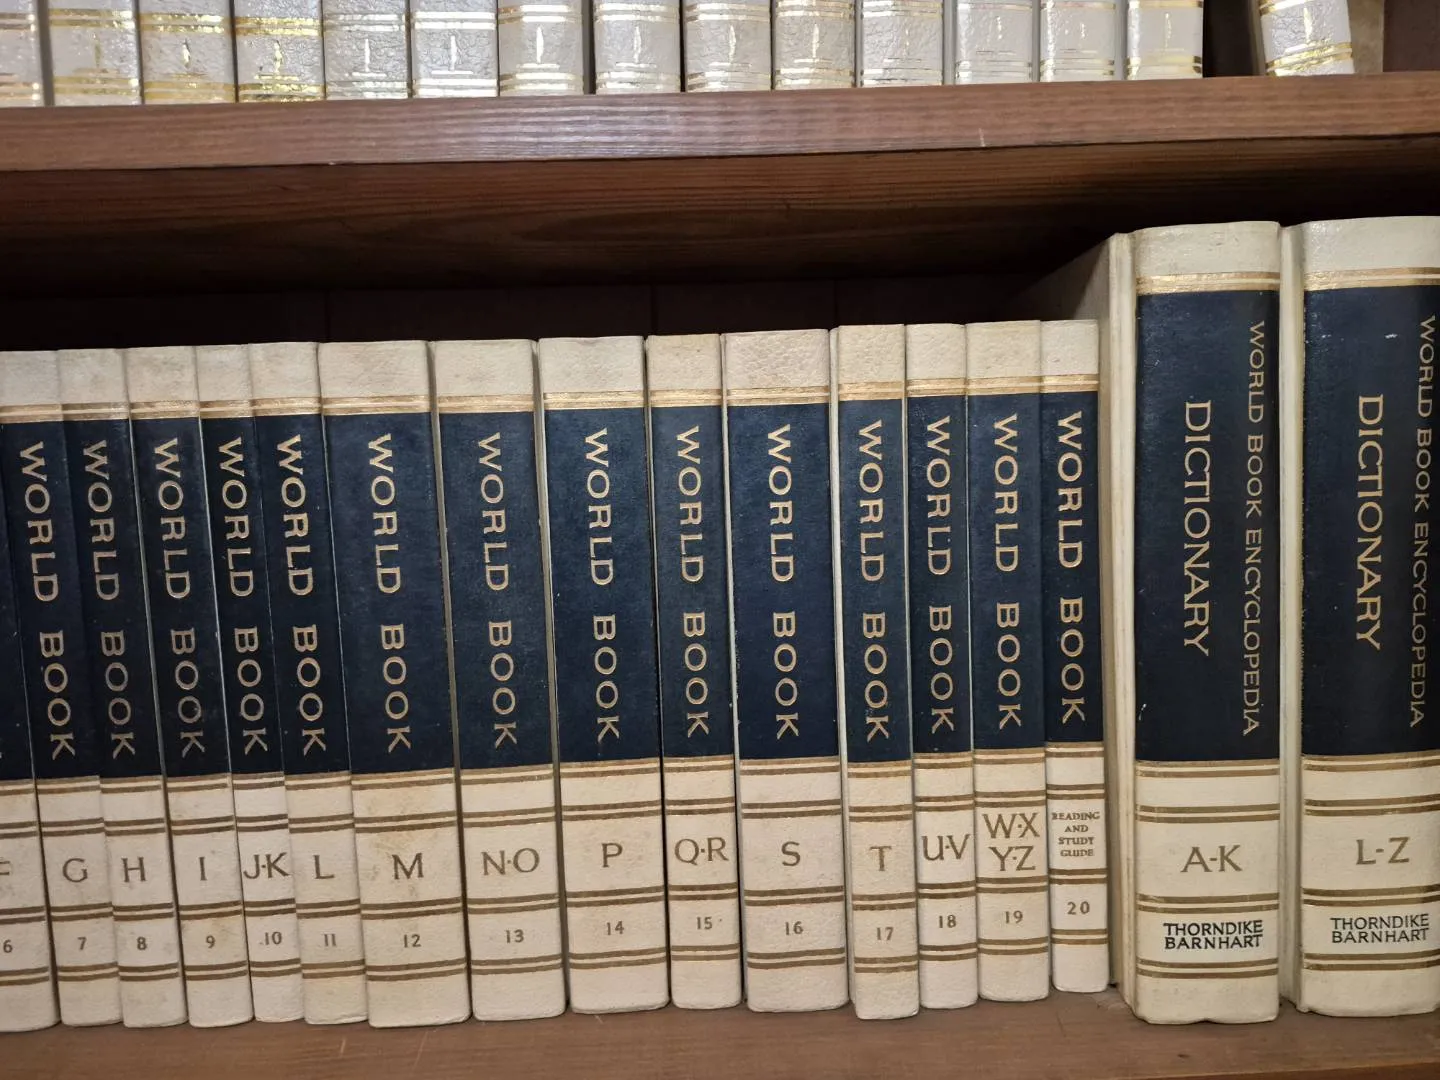 WORLD BOOK
F
6
WORLD BOOK
G
7
WORLD BOOK
H
8
WORLD BOOK
I
9
WORLD BOOK
J·K
10
WORLD BOOK
L
11
WORLD BOOK
M
12
WORLD BOOK
N·O
13
WORLD BOOK
P
14
WORLD BOOK
Q·R
15
WORLD BOOK
S
16
WORLD BOOK
T
17
WORLD BOOK
U·V
18
WORLD BOOK
W·X
Y·Z
19
WORLD BOOK
READING
AND
STUDY
GUIDE
20
WORLD BOOK ENCYCLOPEDIA
DICTIONARY
A-K
THORNDIKE
BARNHART
WORLD BOOK ENCYCLOPEDIA
DICTIONARY
L-Z
THORNDIKE
BARNHART